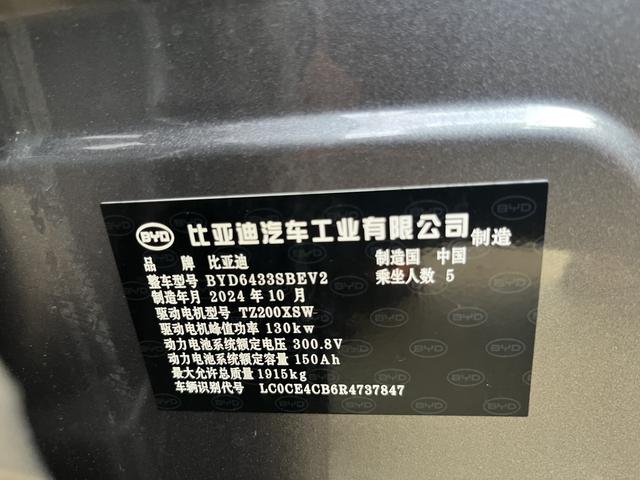 BYD 比亚迪汽车工业有限公司 制造
品 牌 比亚迪 制造国 中国
整车型号 BYD6433SBEV2 乘坐人数 5
制造年月 2024 年 10 月
驱动电机型号 TZ200XSW
驱动电机峰值功率 130kw
动力电池系统额定电压 300.8V
动力电池系统额定容量 150Ah
最大允许总质量 1915kg
车辆识别代号 LC0CE4CB6R4737847